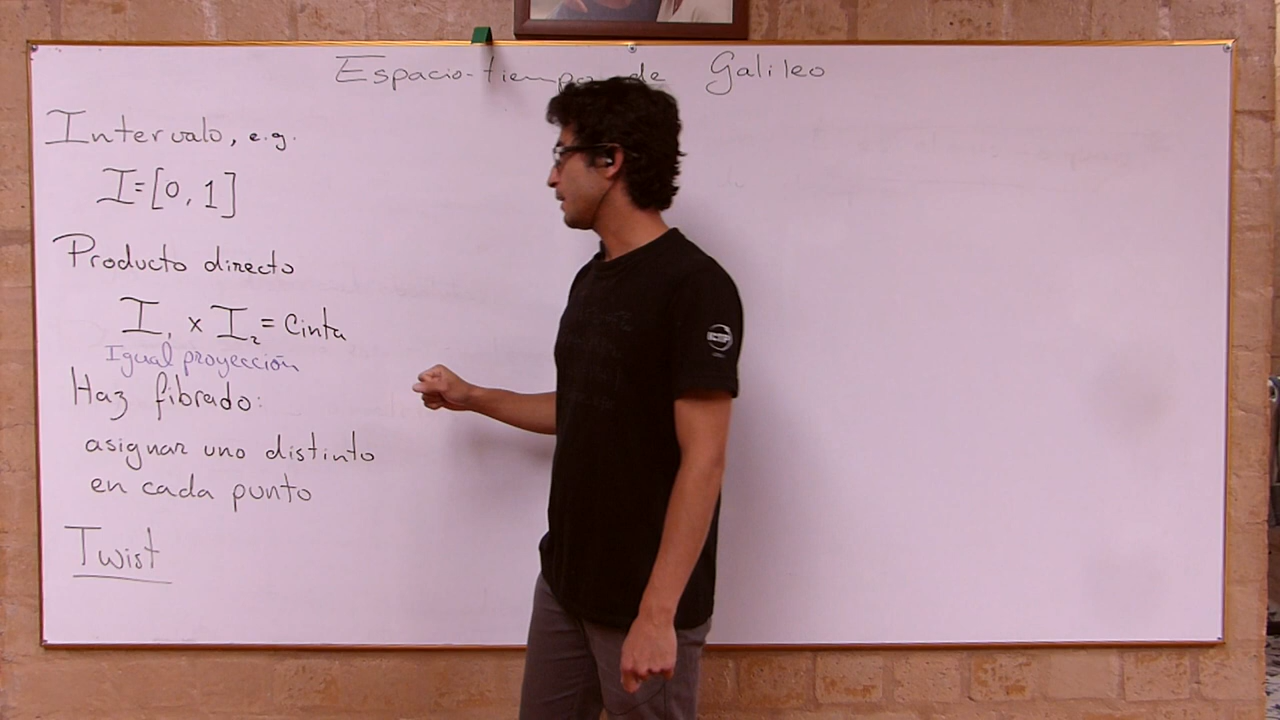 Espacio-tiempo de Galileo
Intervalo, e.g.
I=[0, 1]
Producto directo
I₁ x I₂ = Cinta
Igual proyección
Haz fibrado:
asignar uno distinto
en cada punto
Twist